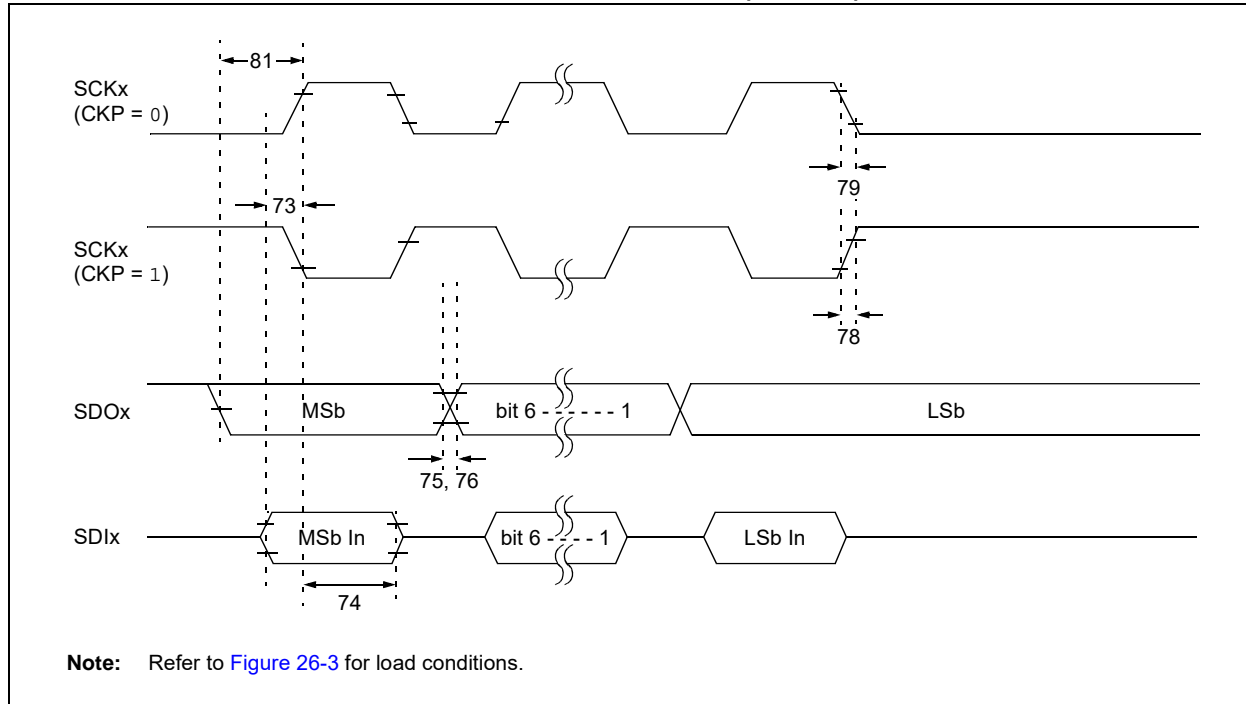 81
SCKx
(CKP = 0)
79
73
SCKx
(CKP = 1)
78
SDOx
MSb
bit 6 - - - - - - 1
LSb
75, 76
SDIx
MSb In
bit 6 - - - - 1
LSb In
74
Note: Refer to Figure 26-3 for load conditions.